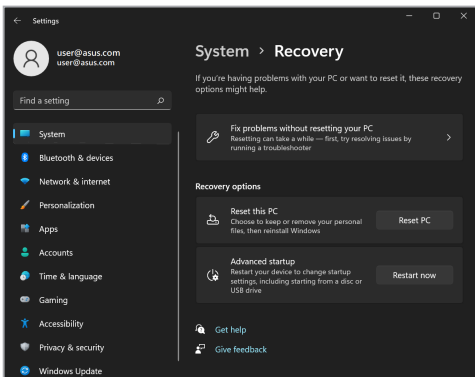 Settings
user@asus.com
user@asus.com
Find a setting
System
Bluetooth & devices
Network & internet
Personalization
Apps
Accounts
Time & language
Gaming
Accessibility
Privacy & security
Windows Update
System > Recovery
If you're having problems with your PC or want to reset it, these recovery
options might help.
Fix problems without resetting your PC
Resetting can take a while — first, try resolving issues by
running a troubleshooter
Recovery options
Reset this PC
Choose to keep or remove your personal
files, then reinstall Windows
Reset PC
Advanced startup
Restart your device to change startup
settings, including starting from a disc or
USB drive
Restart now
Get help
Give feedback